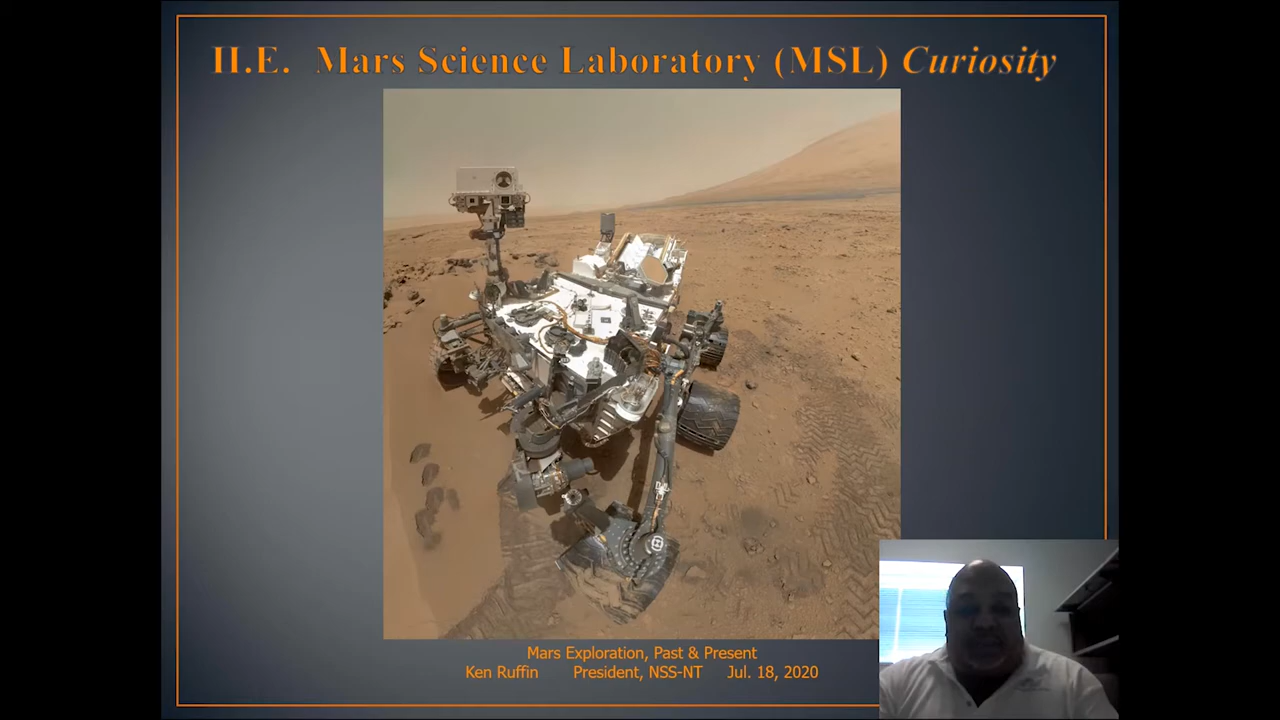 II.E. Mars Science Laboratory (MSL) Curiosity
Mars Exploration, Past & Present
Ken Ruffin President, NSS-NT Jul. 18, 2020